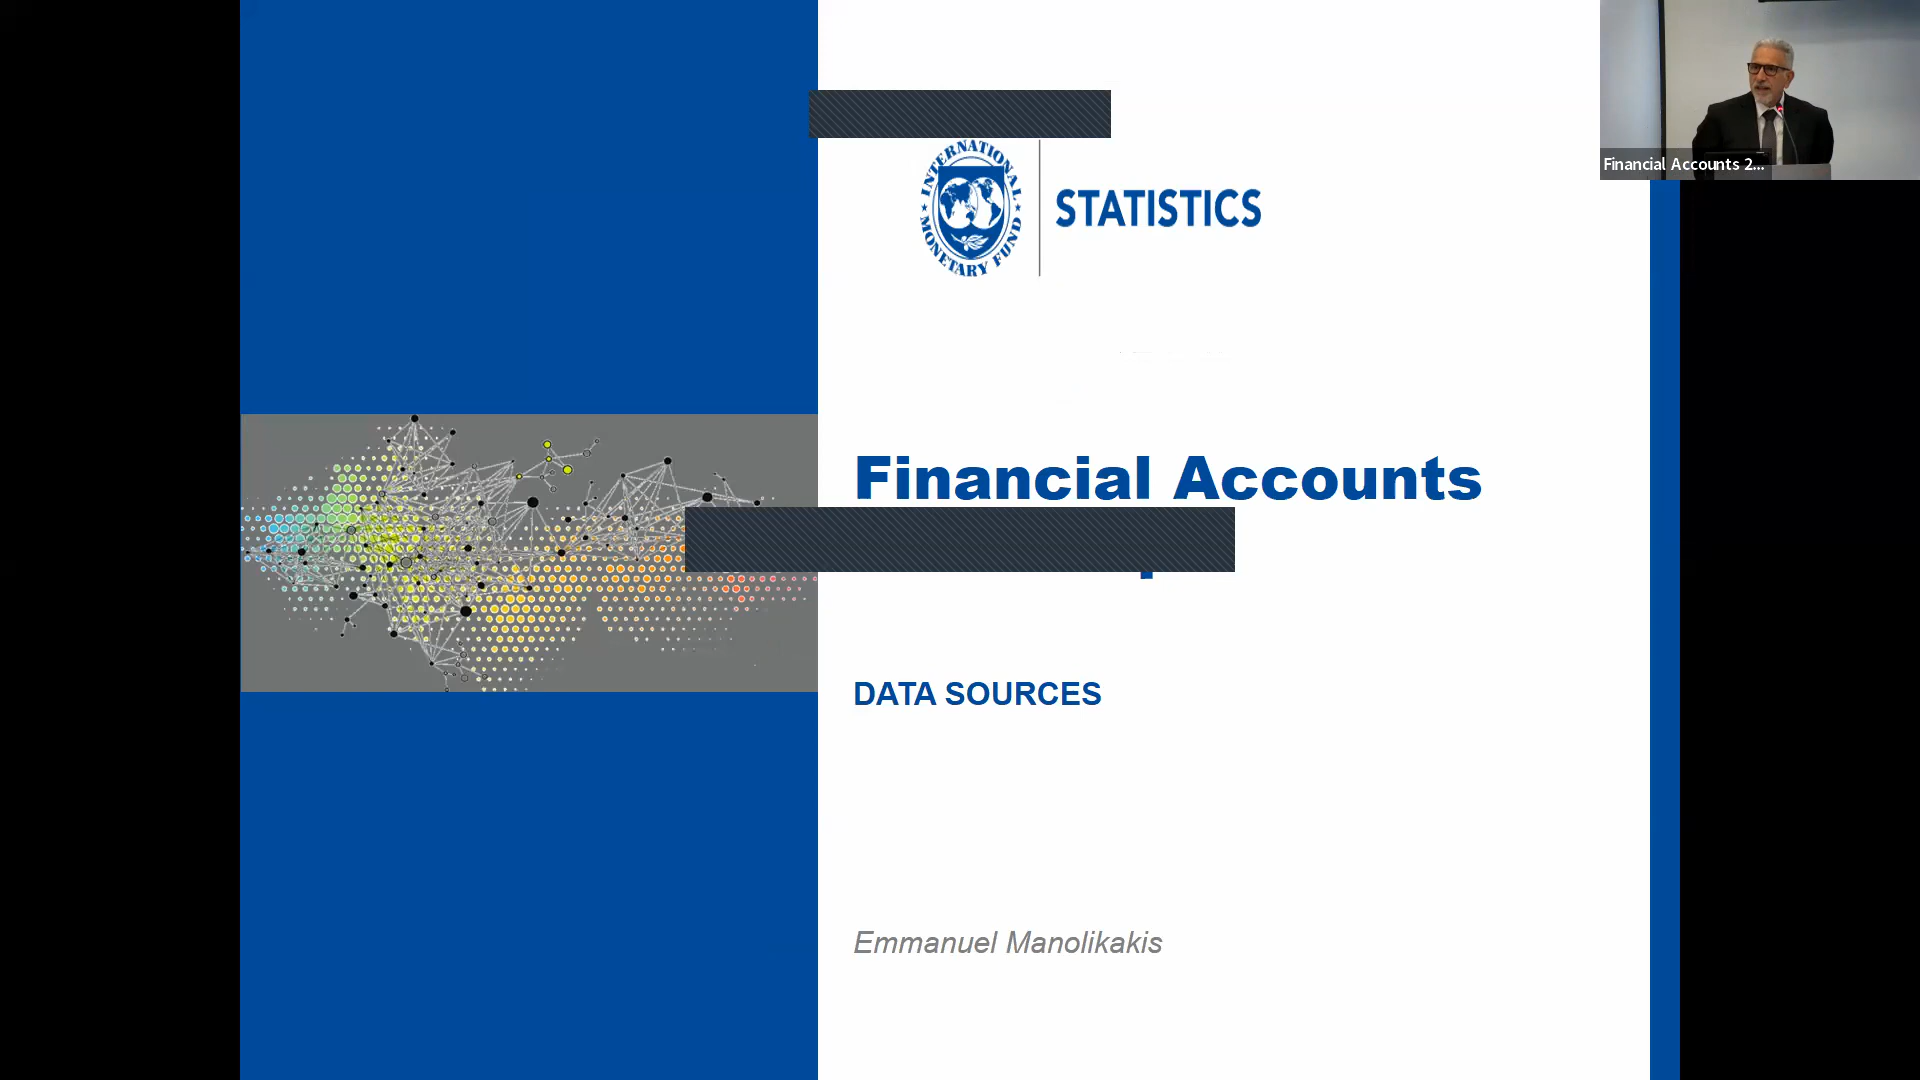 INTERNATIONAL MONETARY FUND
STATISTICS
Financial Accounts 2...
Financial Accounts
DATA SOURCES
Emmanuel Manolikakis